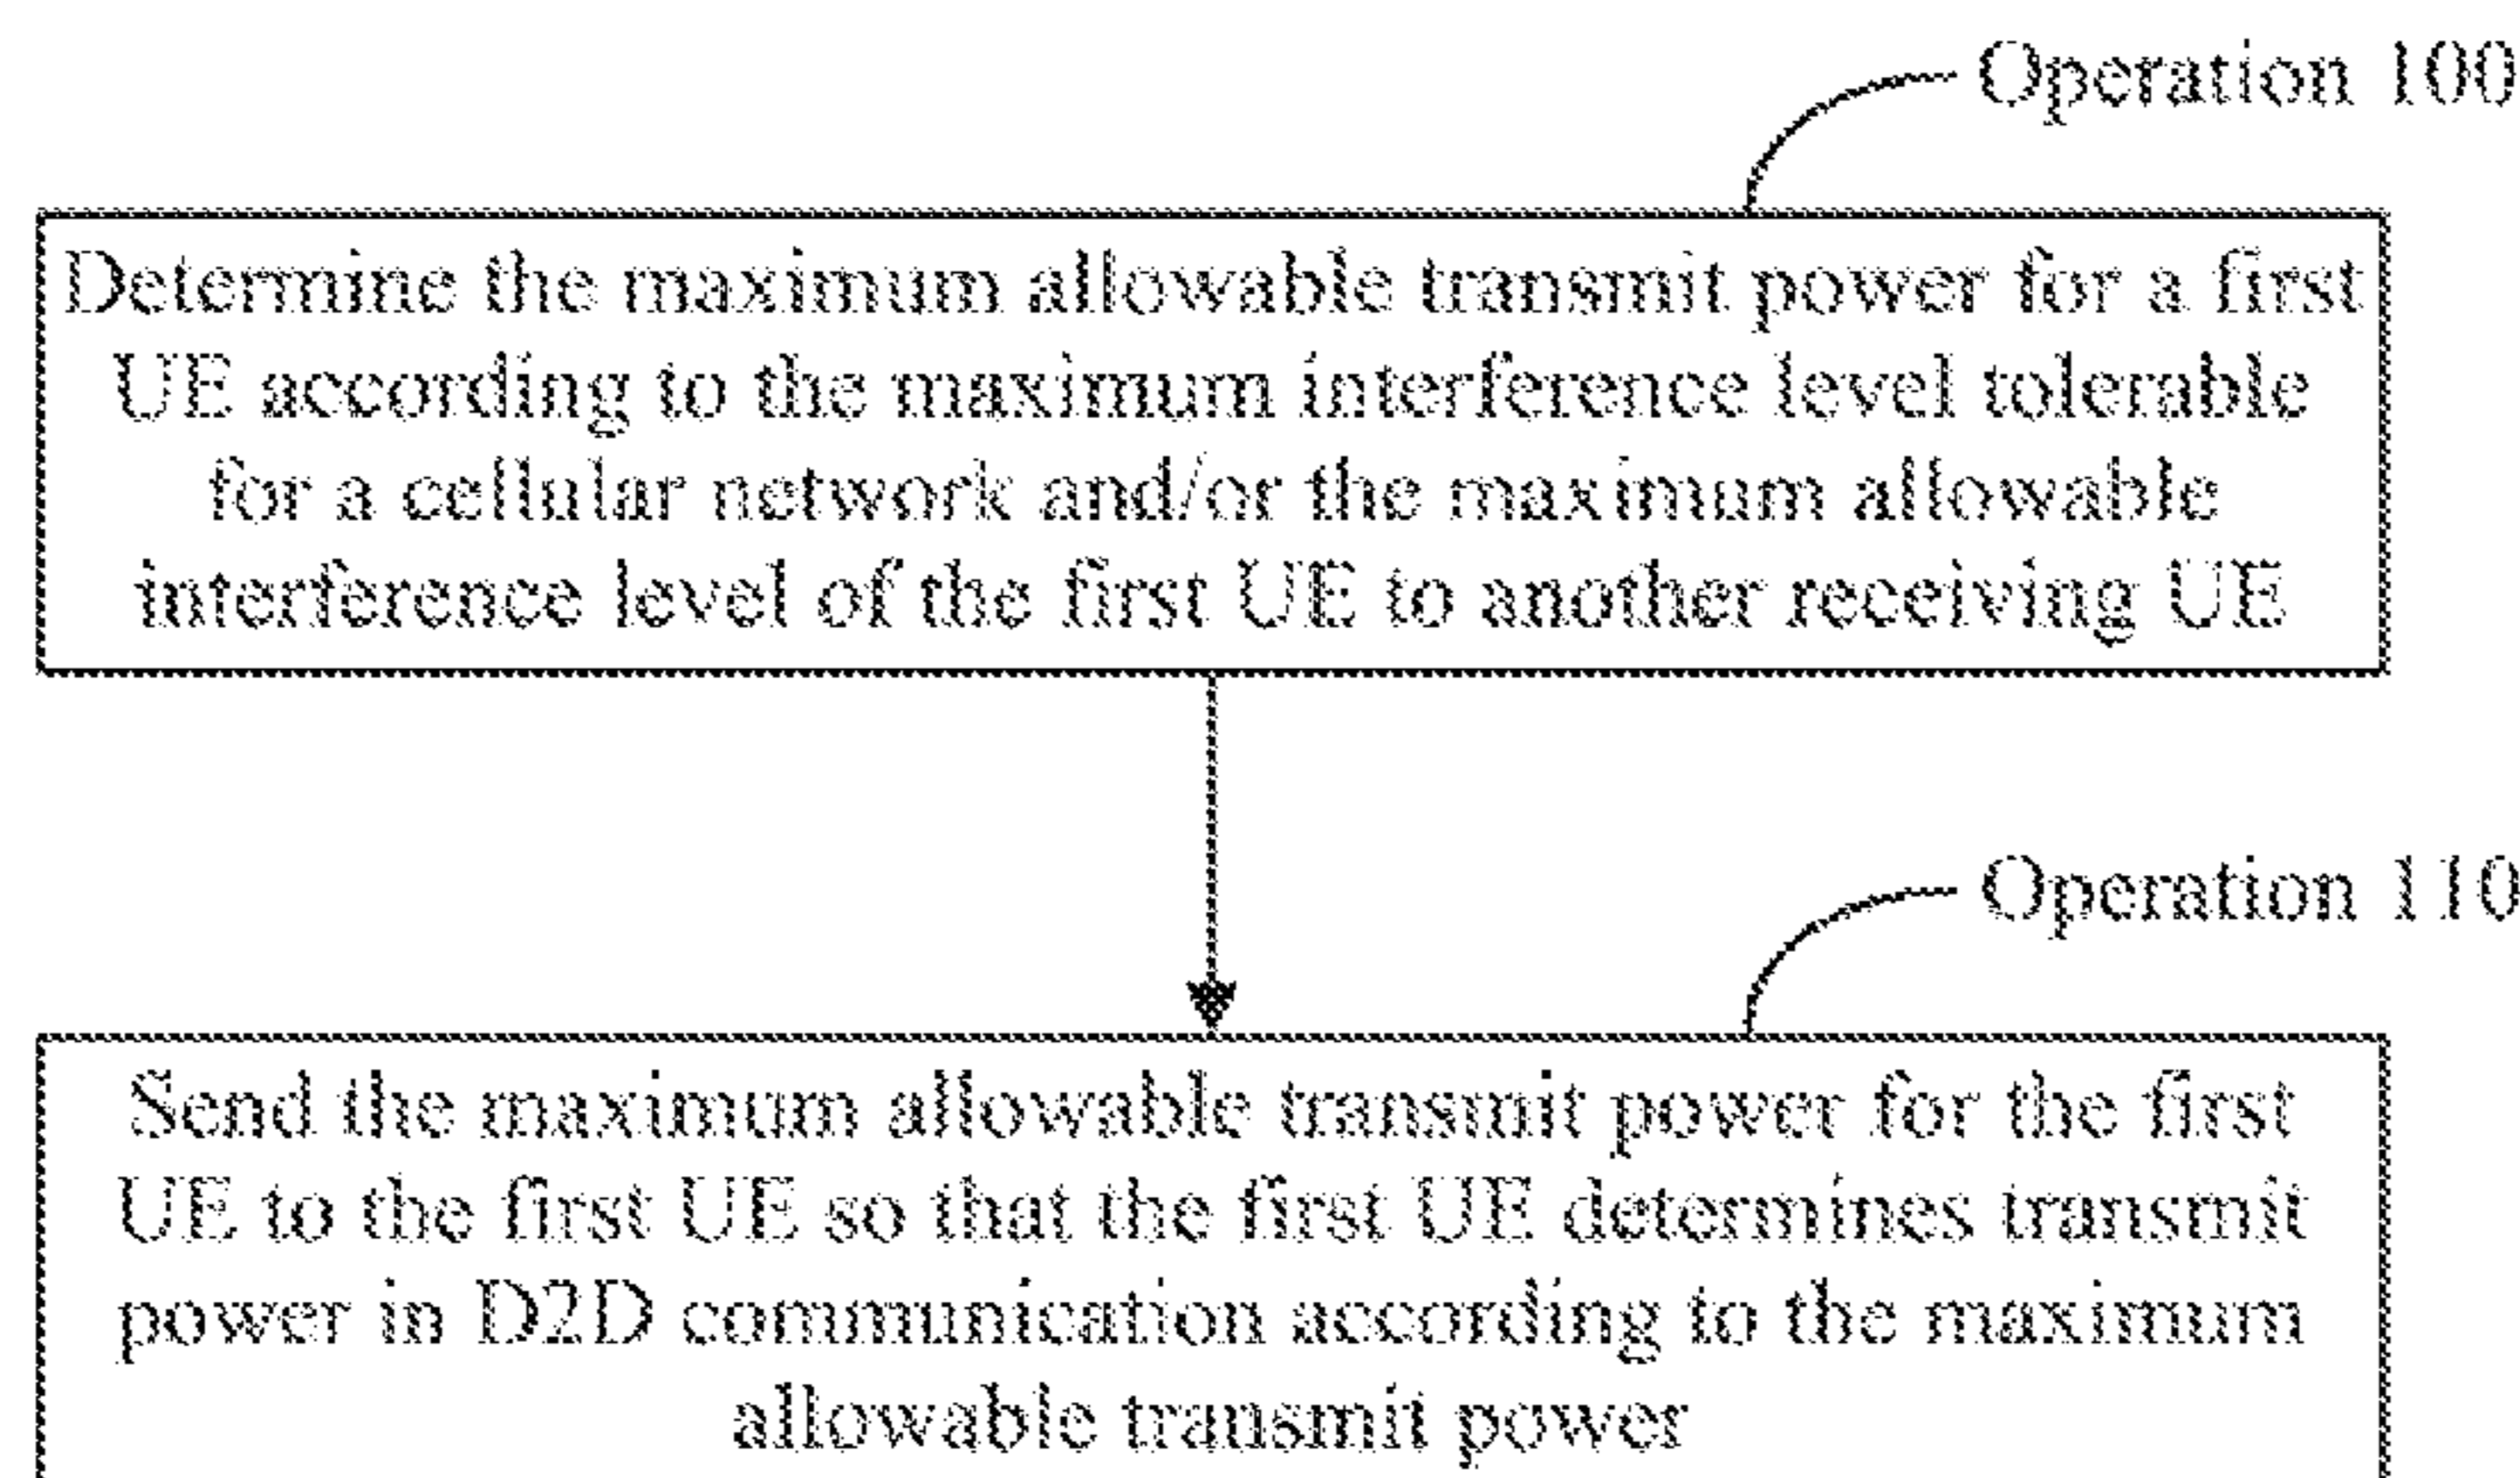 Operation 100
Determine the maximum allowable transmit power for a first
UE according to the maximum interference level tolerable
for a cellular network and/or the maximum allowable
interference level of the first UE to another receiving UE
Operation 110
Send the maximum allowable transmit power for the first
UE to the first UE so that the first UE determines transmit
power in D2D communication according to the maximum
allowable transmit power